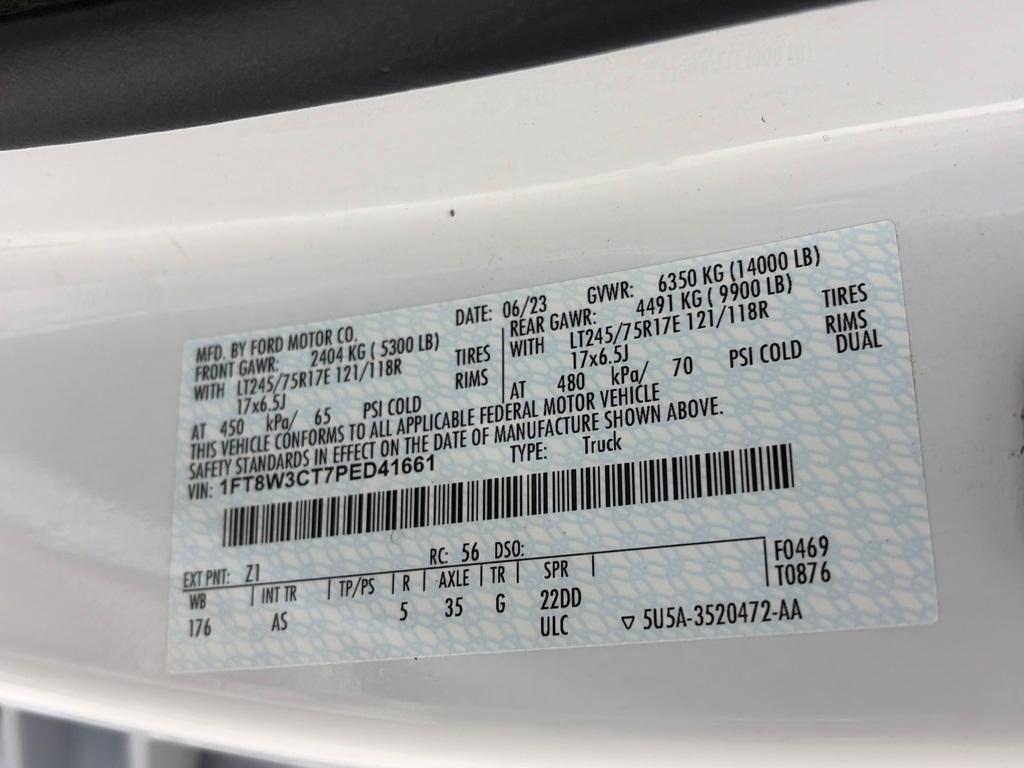 MFD. BY FORD MOTOR CO.
DATE: 06/23 GVWR: 6350 KG (14000 LB)
FRONT GAWR: 2404 KG ( 5300 LB)
WITH LT245/75R17E 121/118R TIRES
17x6.5J RIMS
AT 450 kPa/ 65 PSI COLD
REAR GAWR: 4491 KG ( 9900 LB)
WITH LT245/75R17E 121/118R TIRES
17x6.5J RIMS
AT 480 kPa/ 70 PSI COLD DUAL
THIS VEHICLE CONFORMS TO ALL APPLICABLE FEDERAL MOTOR VEHICLE
SAFETY STANDARDS IN EFFECT ON THE DATE OF MANUFACTURE SHOWN ABOVE.
VIN: 1FT8W3CT7PED41661 TYPE: Truck
EXT PNT: Z1 RC: 56 DSO:
WB INT TR TP/PS R AXLE TR SPR
176 AS 5 35 G 22DD
ULC
F0469
T0876
▽ 5U5A-3520472-AA